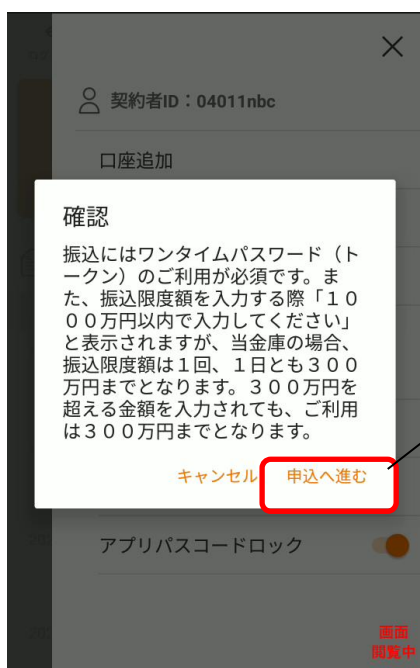 契約者ID：04011nbc
口座追加
確認
振込にはワンタイムパスワード（ト
ークン）のご利用が必須です。ま
た、振込限度額を入力する際「１０
００万円以内で入力してください」
と表示されますが、当金庫の場合、
振込限度額は１回、１日とも３００
万円までとなります。３００万円を
超える金額を入力されても、ご利用
は３００万円までとなります。
キャンセル 申込へ進む
アプリパスコードロック
画面
閲覧中